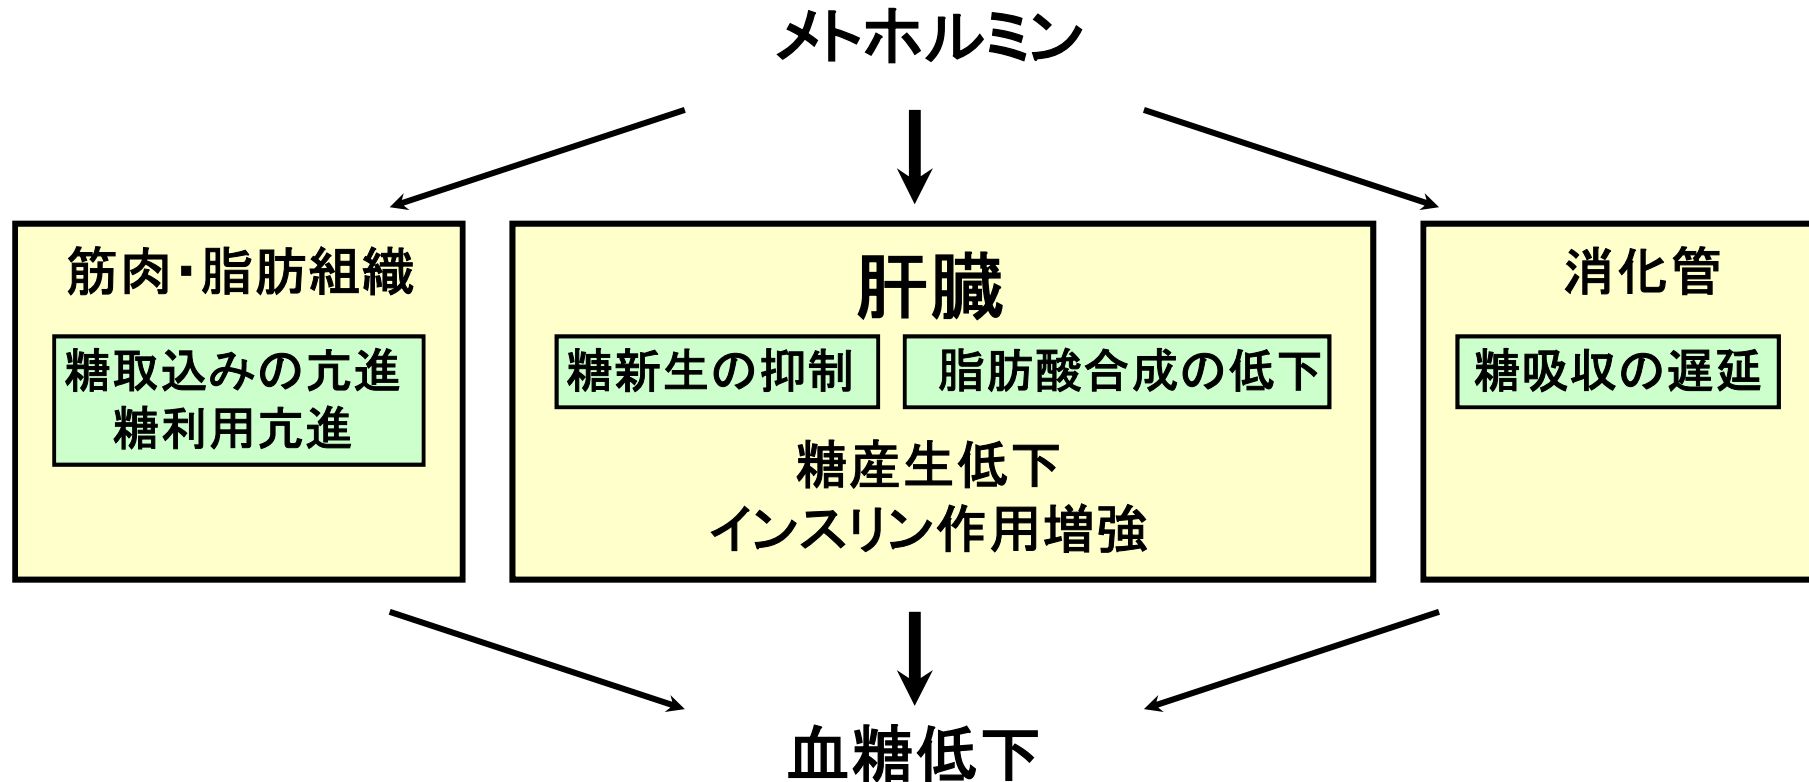 メトホルミン
筋肉・脂肪組織
糖取込みの亢進
糖利用亢進
肝臓
糖新生の抑制
脂肪酸合成の低下
糖産生低下
インスリン作用増強
消化管
糖吸収の遅延
血糖低下